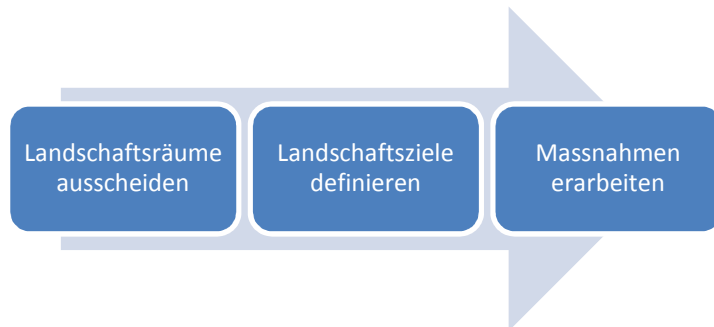 Landschaftsräume
ausscheiden
Landschaftsziele
definieren
Massnahmen
erarbeiten